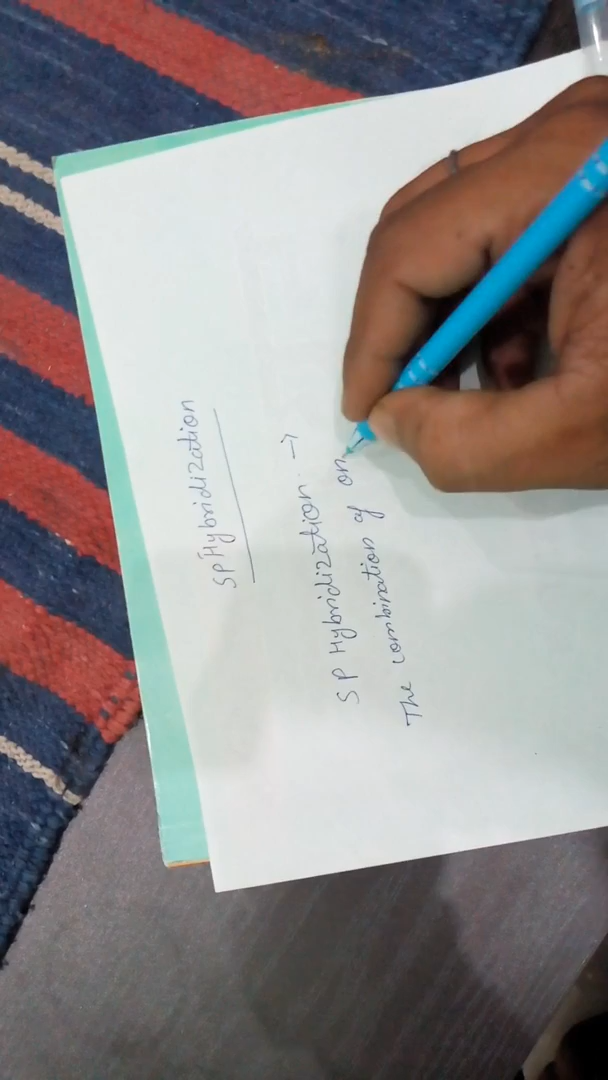 SP Hybridization
SP Hybridization. →
The combination of on